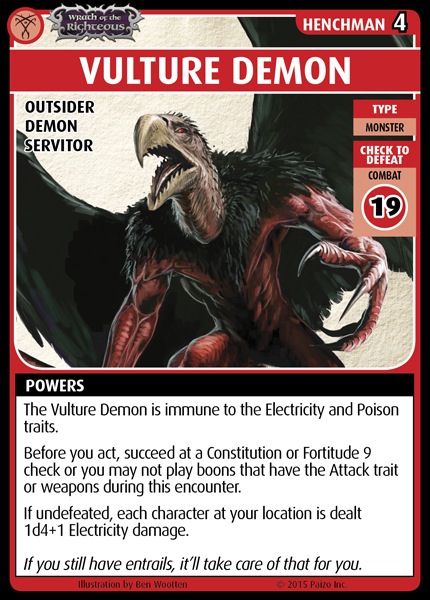 Wrath of the
Righteous
HENCHMAN 4
VULTURE DEMON
OUTSIDER
DEMON
SERVITOR
TYPE
MONSTER
CHECK TO
DEFEAT
COMBAT
19
POWERS
The Vulture Demon is immune to the Electricity and Poison
traits.
Before you act, succeed at a Constitution or Fortitude 9
check or you may not play boons that have the Attack trait
or weapons during this encounter.
If undefeated, each character at your location is dealt
1d4+1 Electricity damage.
If you still have entrails, it’ll take care of that for you.
Illustration by Ben Wootten
© 2015 Paizo Inc.